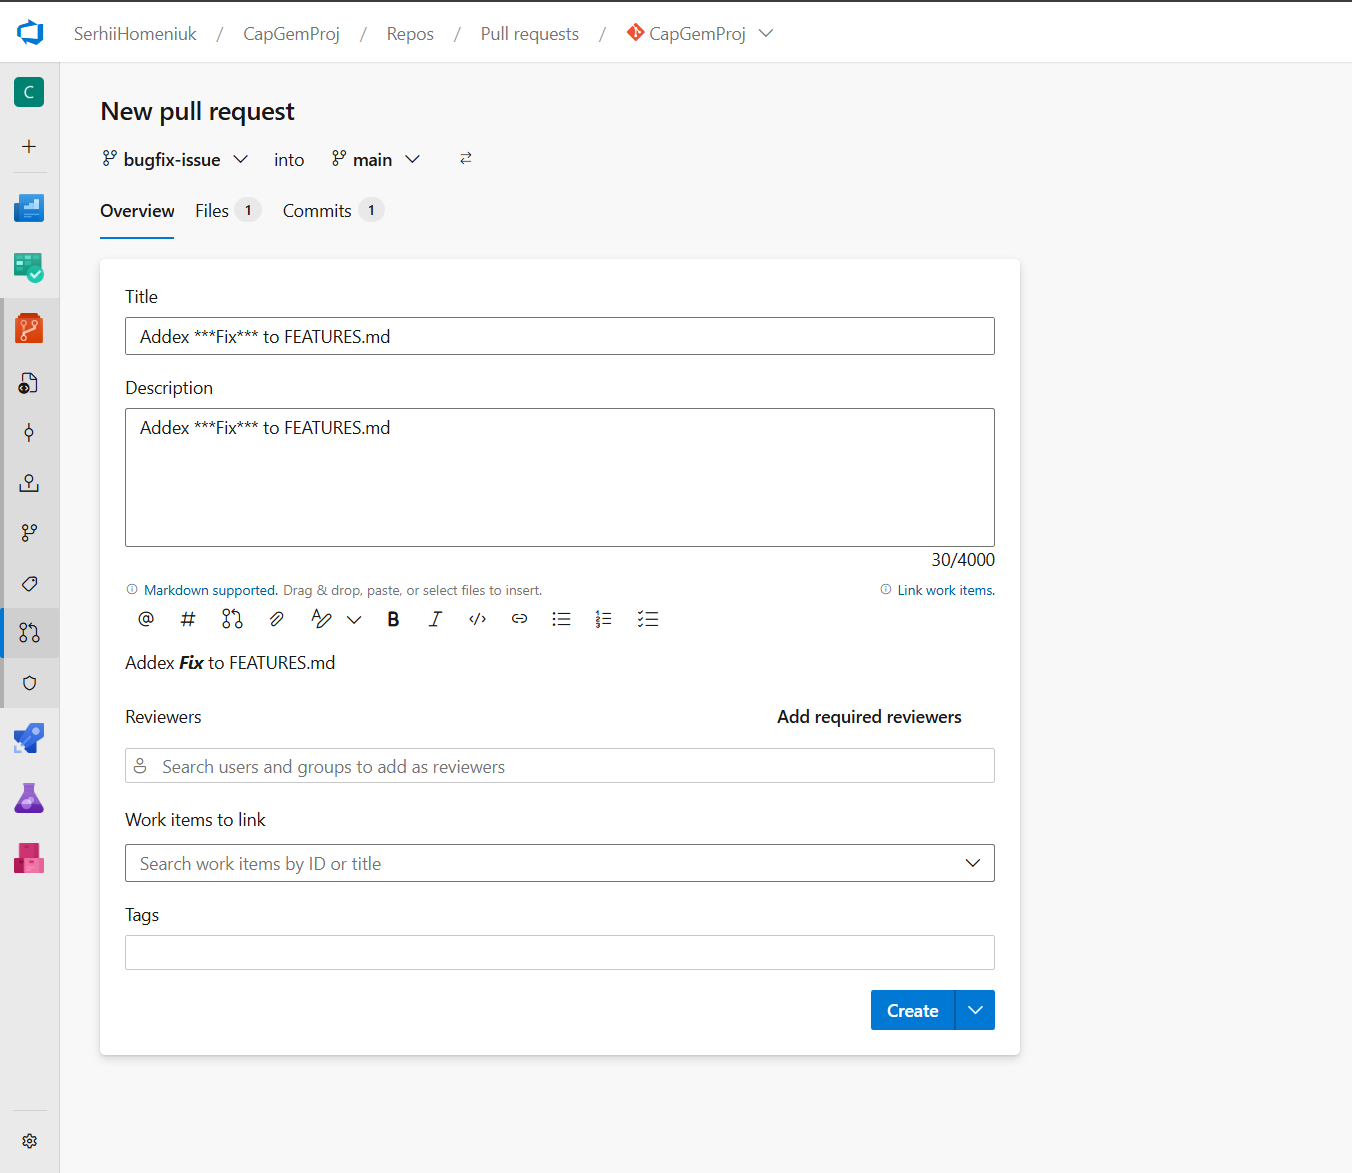 SerhiiHomeniuk / CapGemProj / Repos / Pull requests / CapGemProj
C
New pull request
bugfix-issue into main
Overview Files 1 Commits 1
Title
Addex ***Fix*** to FEATURES.md
Description
Addex ***Fix*** to FEATURES.md
30/4000
Markdown supported. Drag & drop, paste, or select files to insert. Link work items.
Addex Fix to FEATURES.md
Reviewers Add required reviewers
Search users and groups to add as reviewers
Work items to link
Search work items by ID or title
Tags
Create